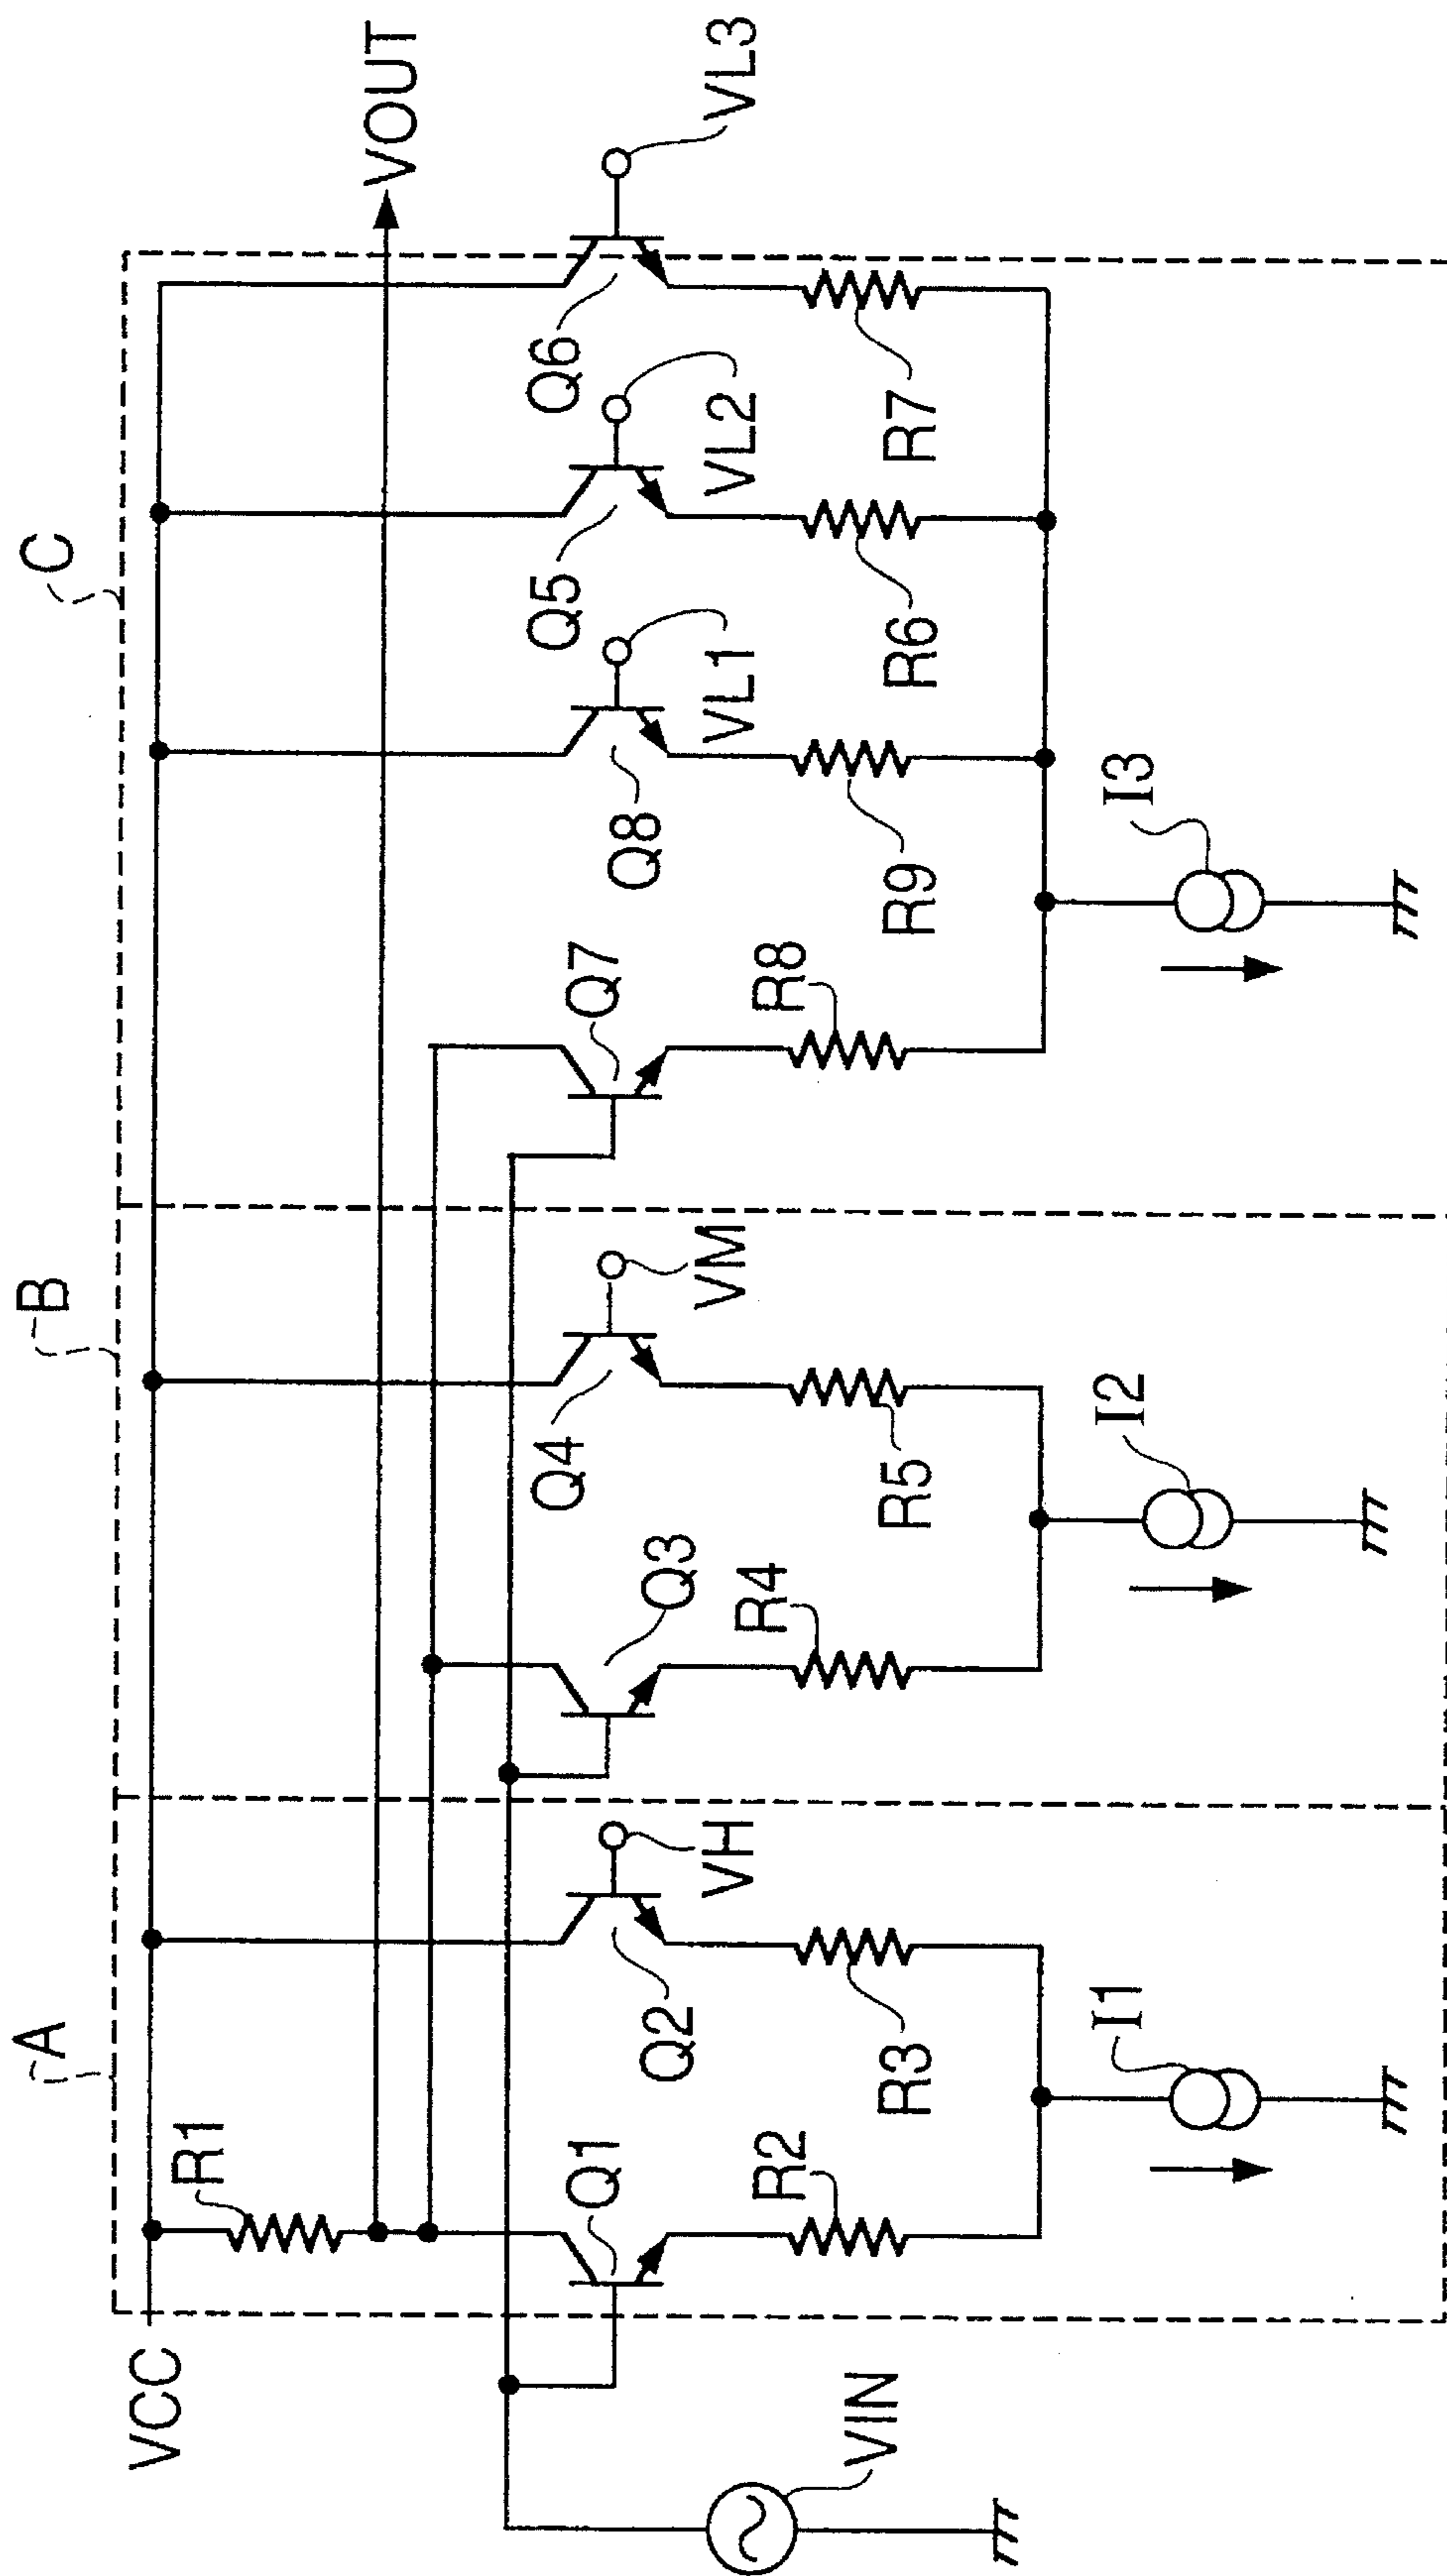 A
B
C
VCC
R1
VOUT
Q1
Q2
VH
Q3
Q4
VM
Q7
Q8
VL1
Q5
VL2
Q6
VL3
VIN
R2
R3
R4
R5
R8
R9
R6
R7
I1
I2
I3